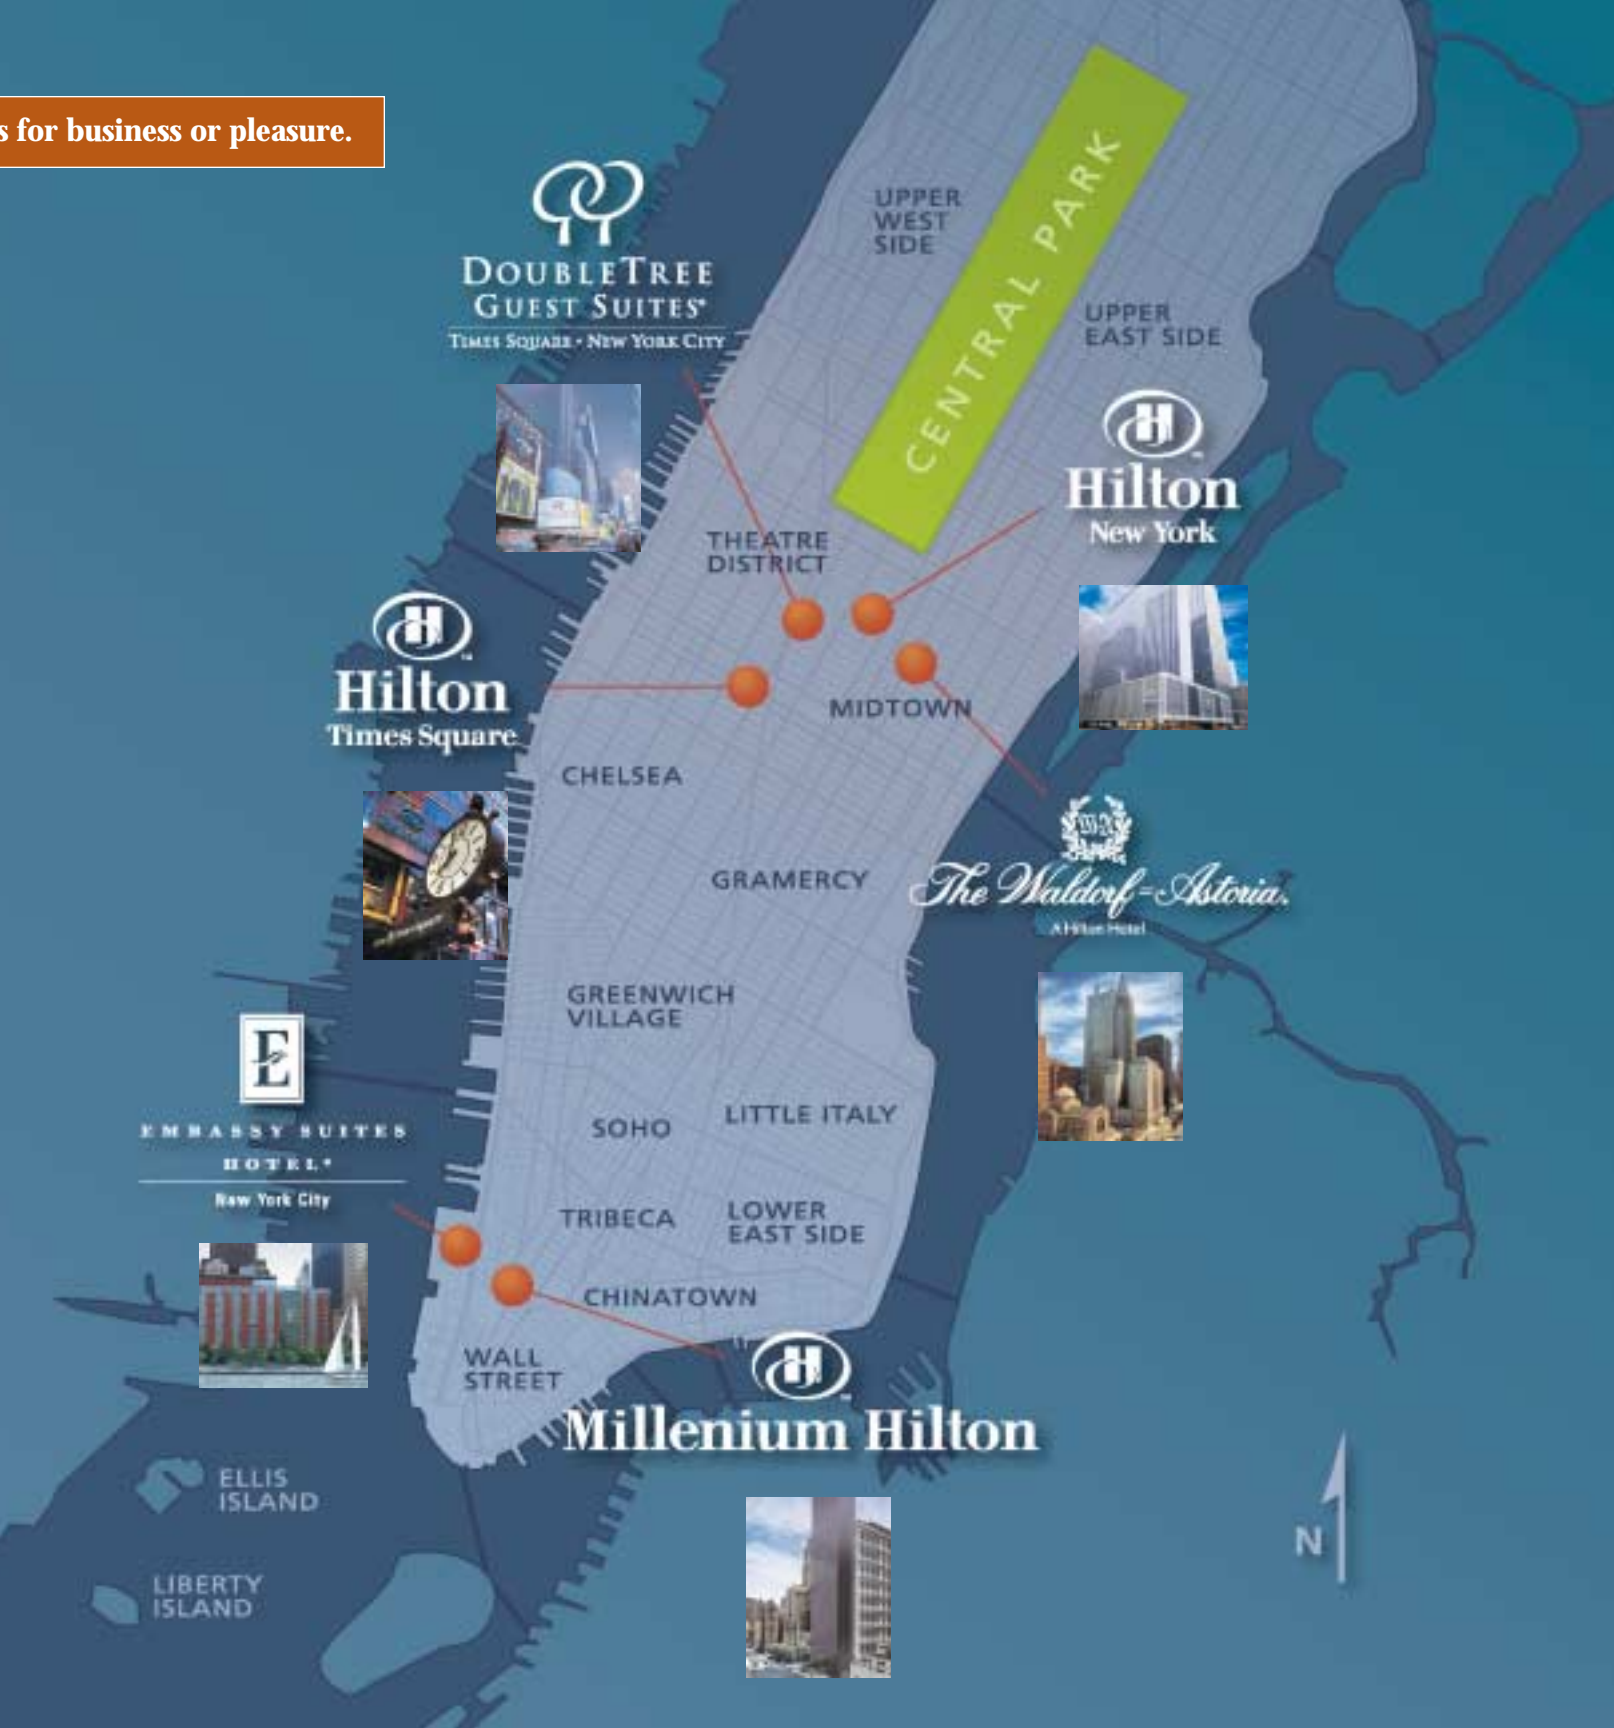 s for business or pleasure.
DOUBLETREE
GUEST SUITES®
TIMES SQUARE • NEW YORK CITY
UPPER
WEST
SIDE
CENTRAL PARK
UPPER
EAST SIDE
Hilton
New York
THEATRE
DISTRICT
Hilton
Times Square
MIDTOWN
CHELSEA
GRAMERCY
The Waldorf=Astoria.
A Hilton Hotel
GREENWICH
VILLAGE
E
EMBASSY SUITES
HOTEL®
New York City
SOHO
LITTLE ITALY
TRIBECA
LOWER
EAST SIDE
CHINATOWN
WALL
STREET
Millenium Hilton
ELLIS
ISLAND
LIBERTY
ISLAND
N